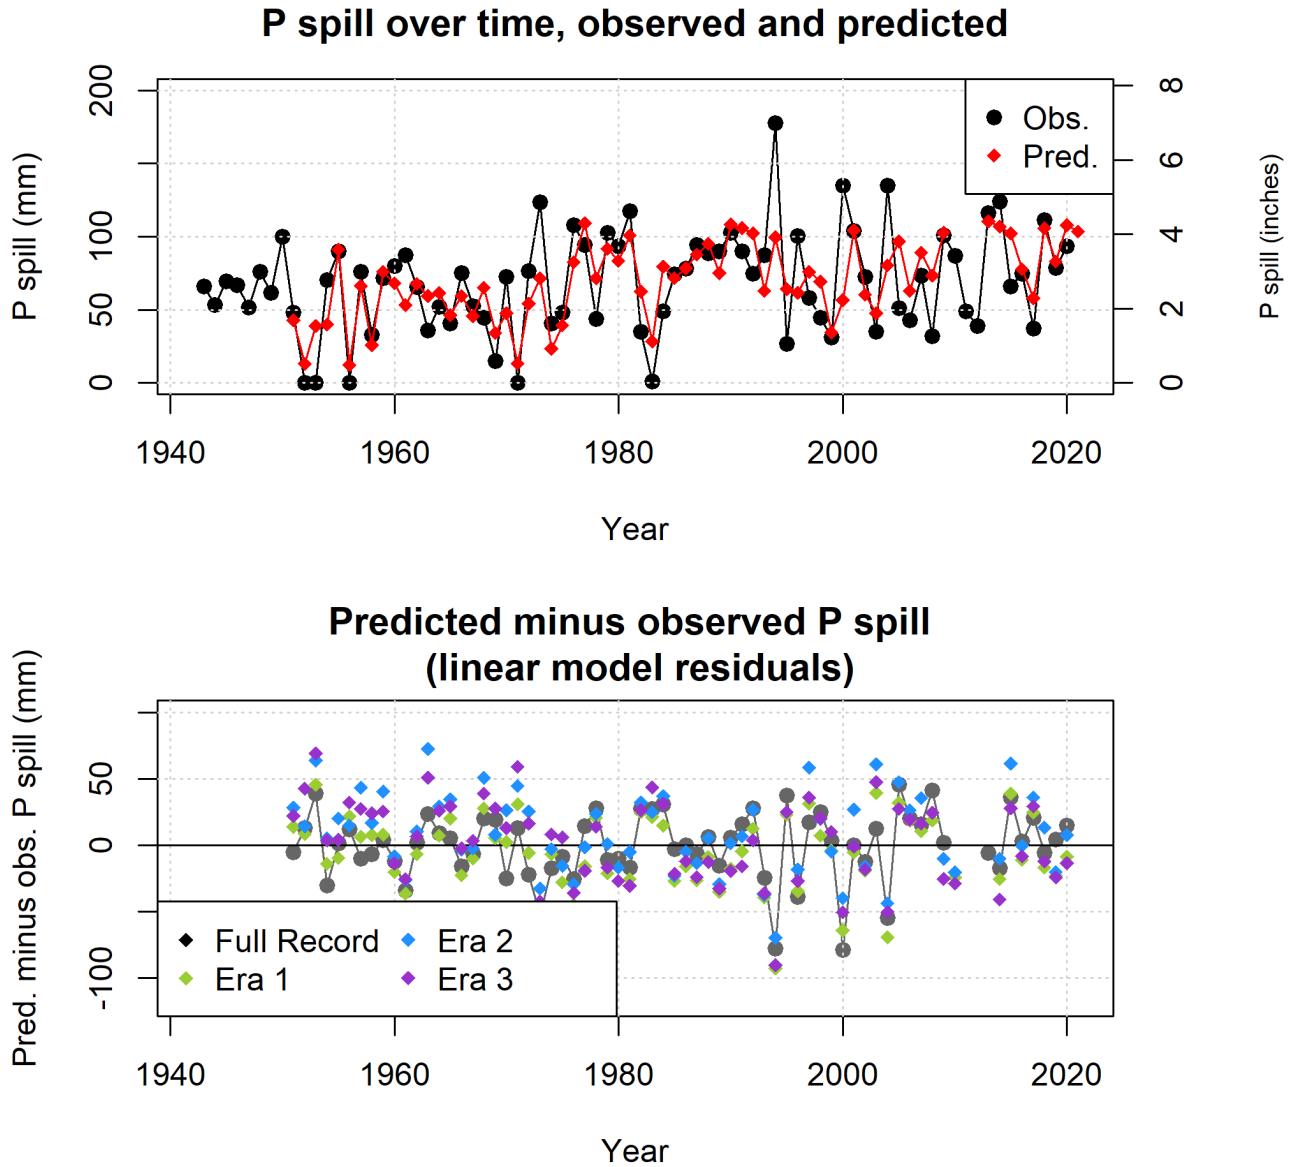 P spill over time, observed and predicted
P spill (mm)
0
50
100
200
Obs.
Pred.
0
2
4
6
8
P spill (inches)
1940
1960
1980
2000
2020
Year
Predicted minus observed P spill
(linear model residuals)
Pred. minus obs. P spill (mm)
-100
0
50
Full Record
Era 1
Era 2
Era 3
1940
1960
1980
2000
2020
Year